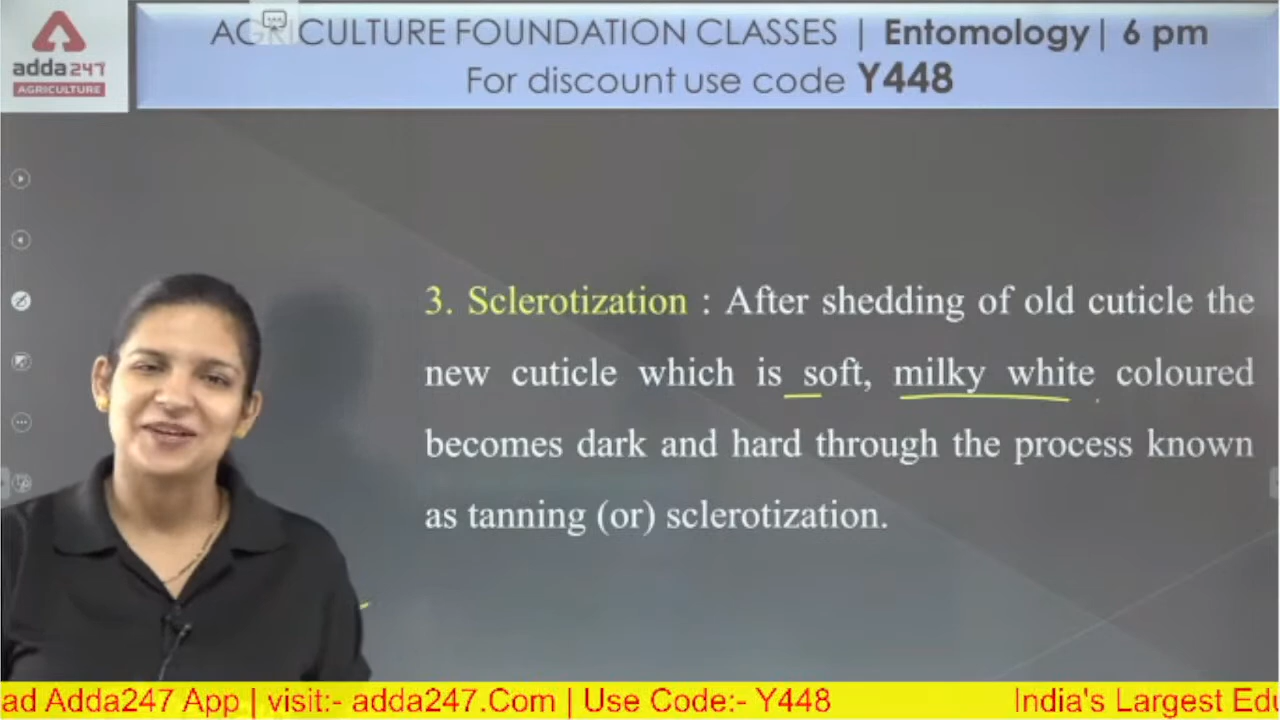 AGRICULTURE FOUNDATION CLASSES | Entomology | 6 pm
For discount use code Y448
adda247
AGRICULTURE
3. Sclerotization : After shedding of old cuticle the
new cuticle which is soft, milky white coloured
becomes dark and hard through the process known
as tanning (or) sclerotization.
ad Adda247 App | visit:- adda247.Com | Use Code:- Y448 India's Largest Edu